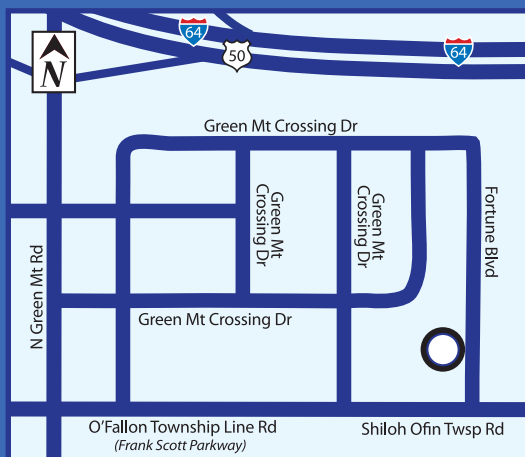 64
50
64
N
Green Mt Crossing Dr
Green Mt
Crossing Dr
Green Mt
Crossing Dr
Fortune Blvd
N Green Mt Rd
Green Mt Crossing Dr
O'Fallon Township Line Rd
(Frank Scott Parkway)
Shiloh Ofin Twsp Rd